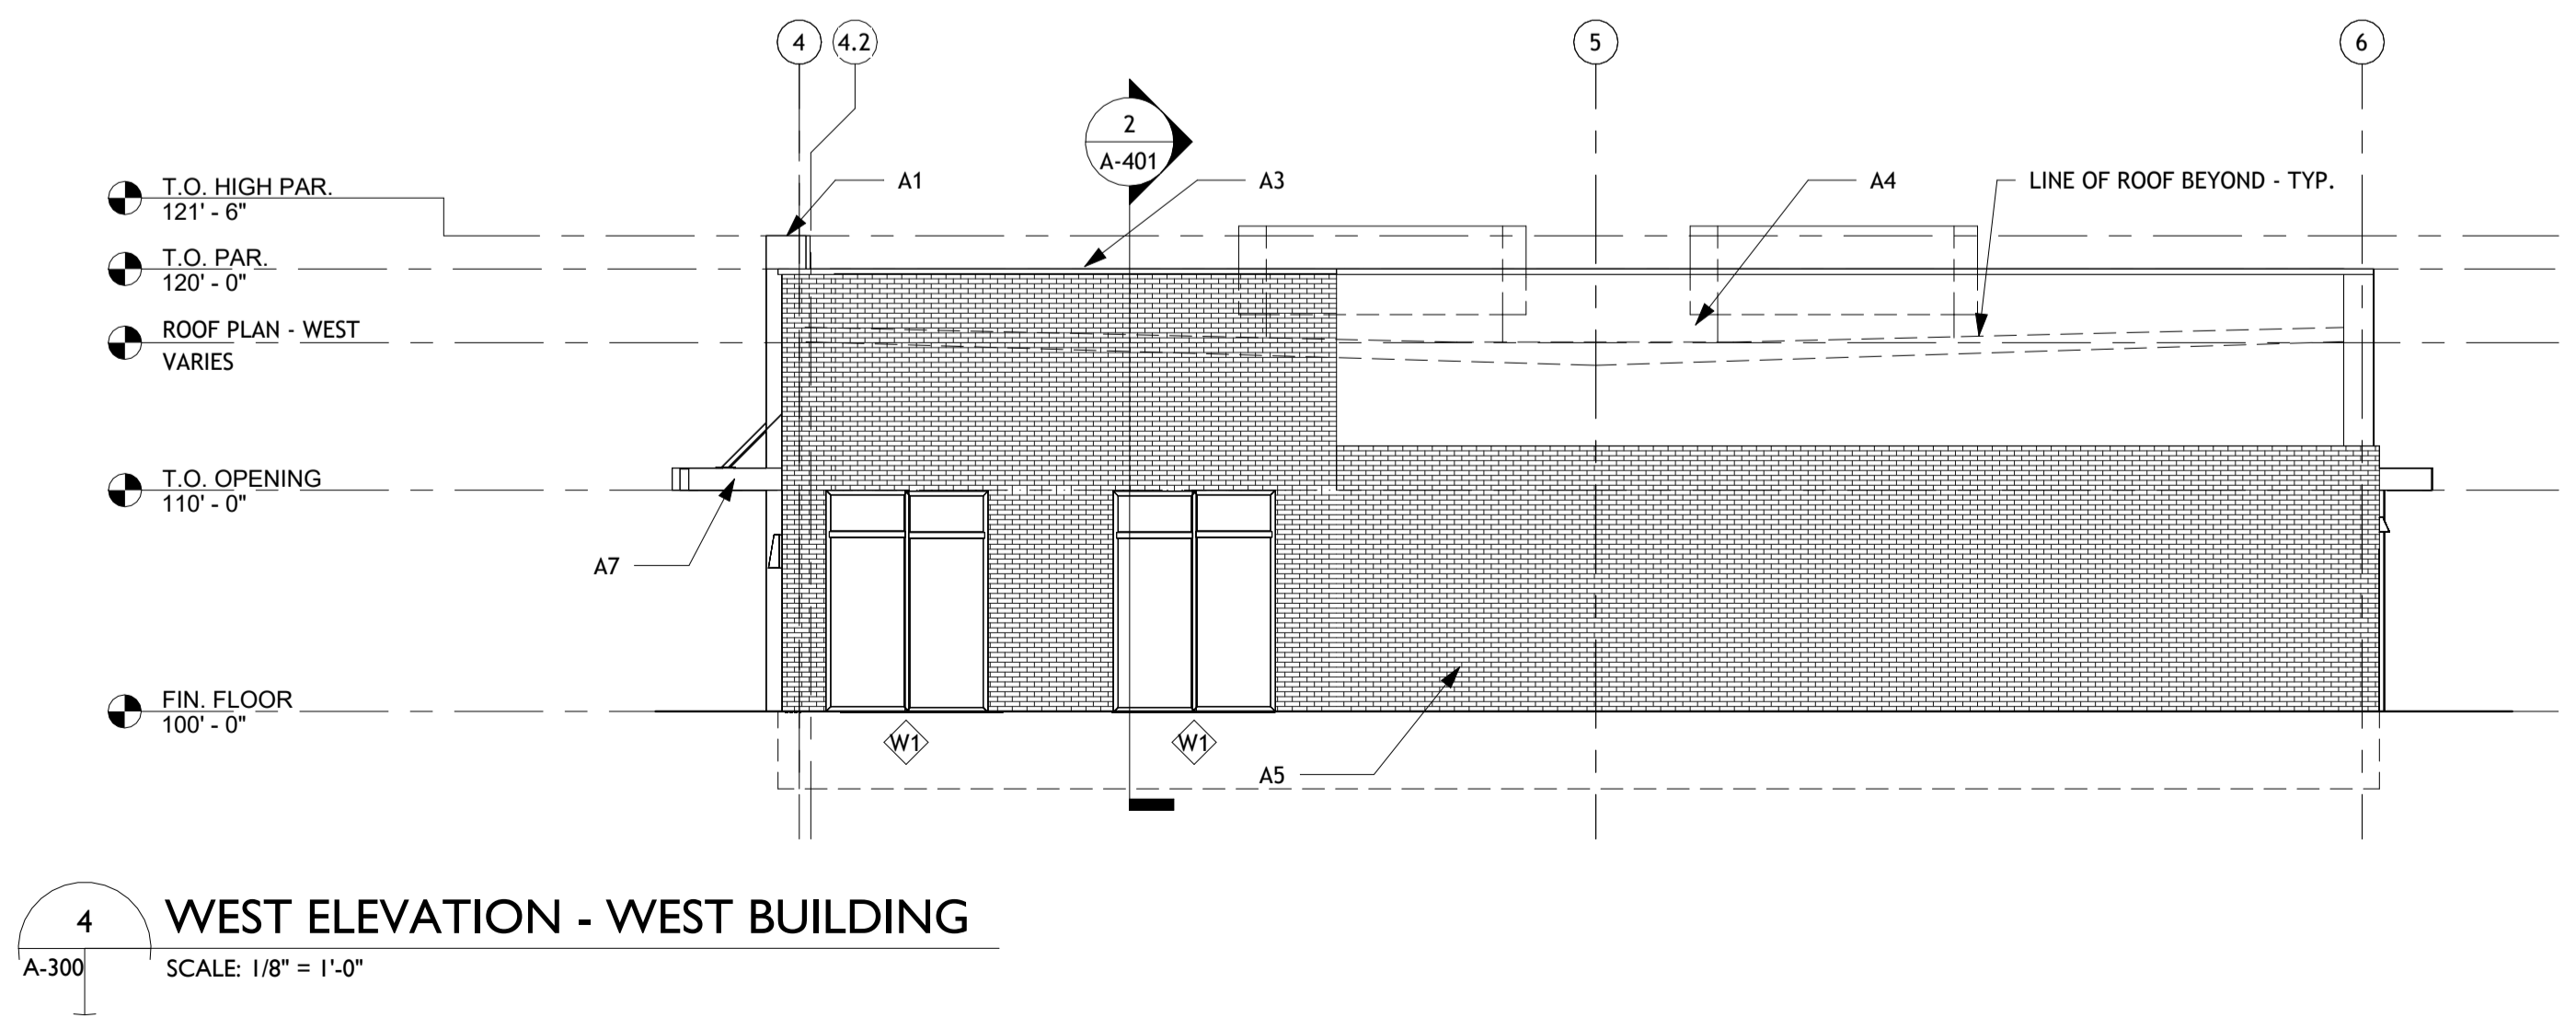 4
4.2
5
6
2
A-401
A1
A3
A4
LINE OF ROOF BEYOND - TYP.
T.O. HIGH PAR.
121' - 6"
T.O. PAR.
120' - 0"
ROOF PLAN - WEST
VARIES
T.O. OPENING
110' - 0"
A7
FIN. FLOOR
100' - 0"
W1
W1
A5
4
WEST ELEVATION - WEST BUILDING
A-300
SCALE: 1/8" = 1'-0"